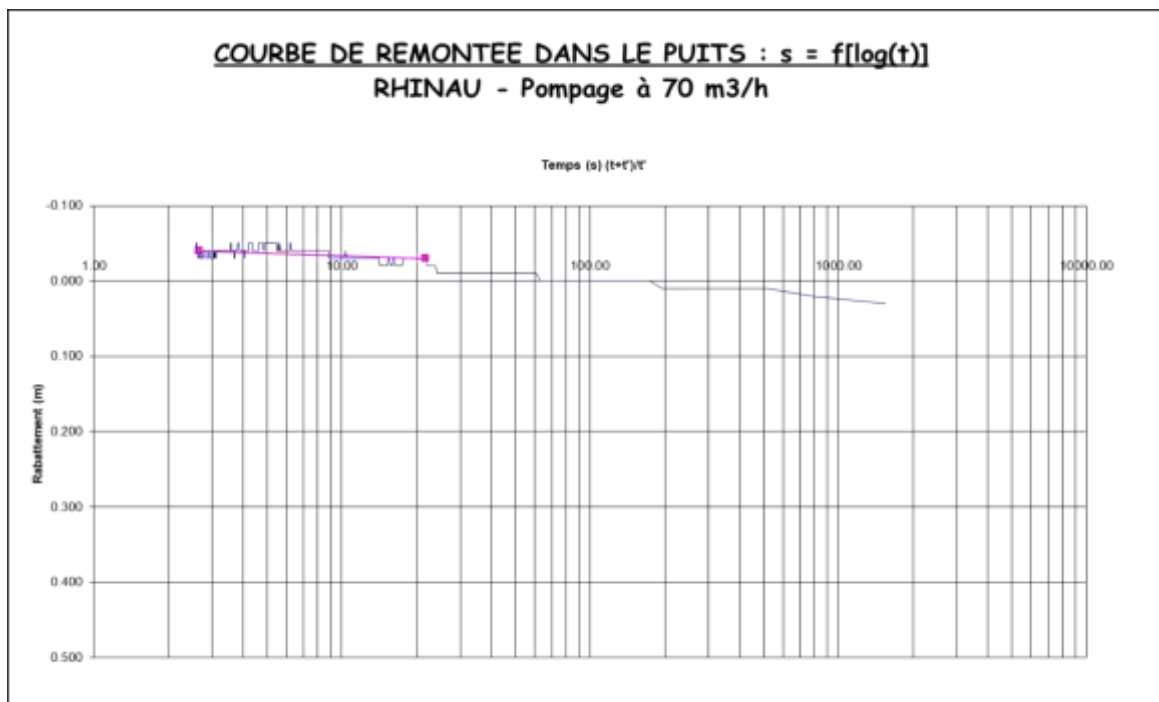 COURBE DE REMONTEE DANS LE PUITS : s = f[log(t)]
RHINAU - Pompage à 70 m3/h
Temps (s) (t+t')/t'
-0.100
1.00 10.00 100.00 1000.00 10000.00
0.000
0.100
0.200
0.300
0.400
0.500
Rabattement (m)